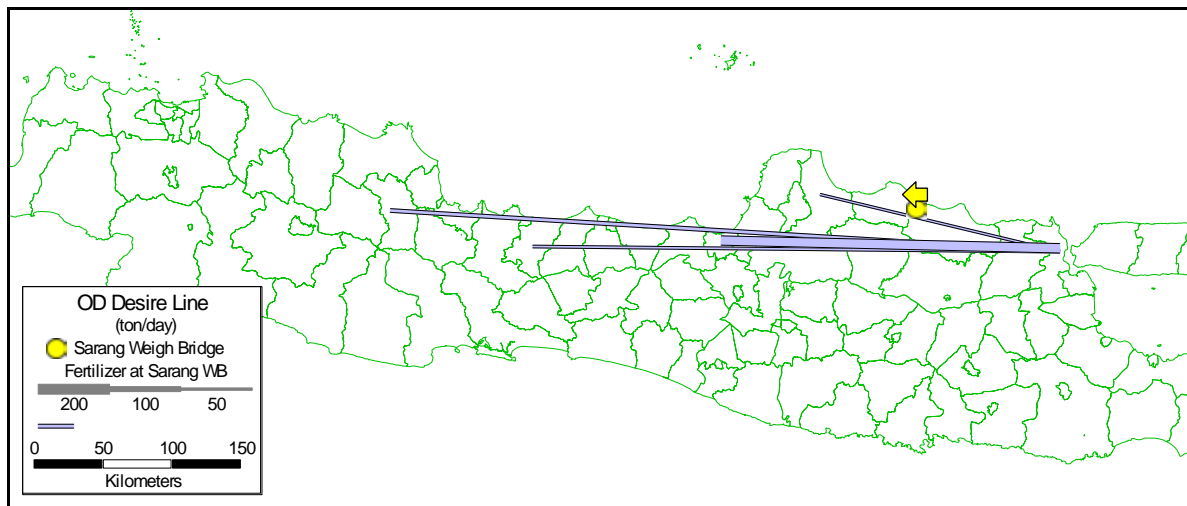 OD Desire Line
(ton/day)
Sarang Weigh Bridge
Fertilizer at Sarang WB
200 100 50
0 50 100 150
Kilometers